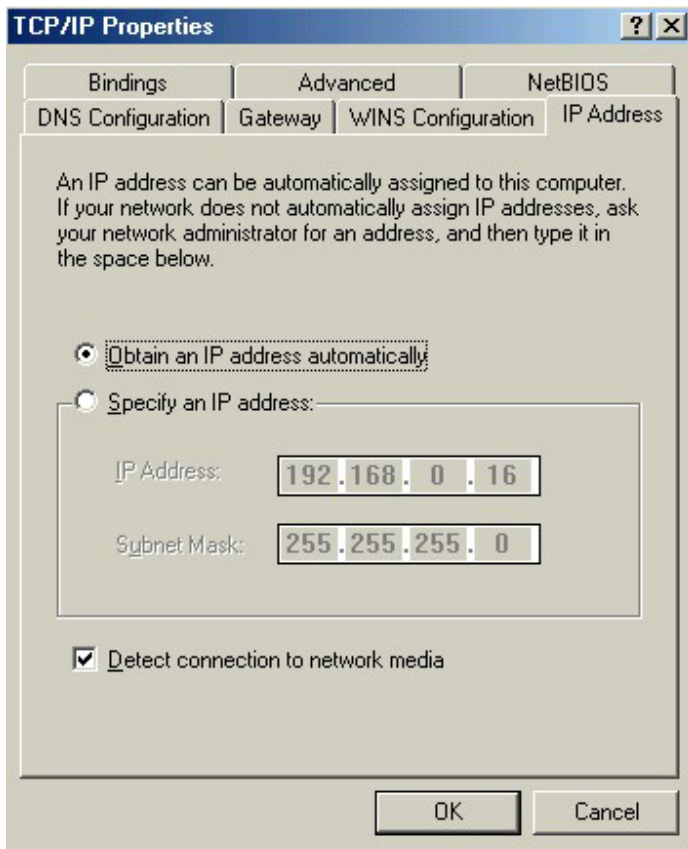 TCP/IP Properties
Bindings Advanced NetBIOS
DNS Configuration Gateway WINS Configuration IP Address
An IP address can be automatically assigned to this computer.
If your network does not automatically assign IP addresses, ask
your network administrator for an address, and then type it in
the space below.
Obtain an IP address automatically
Specify an IP address:
IP Address: 192.168.0.16
Subnet Mask: 255.255.255.0
Detect connection to network media
OK Cancel